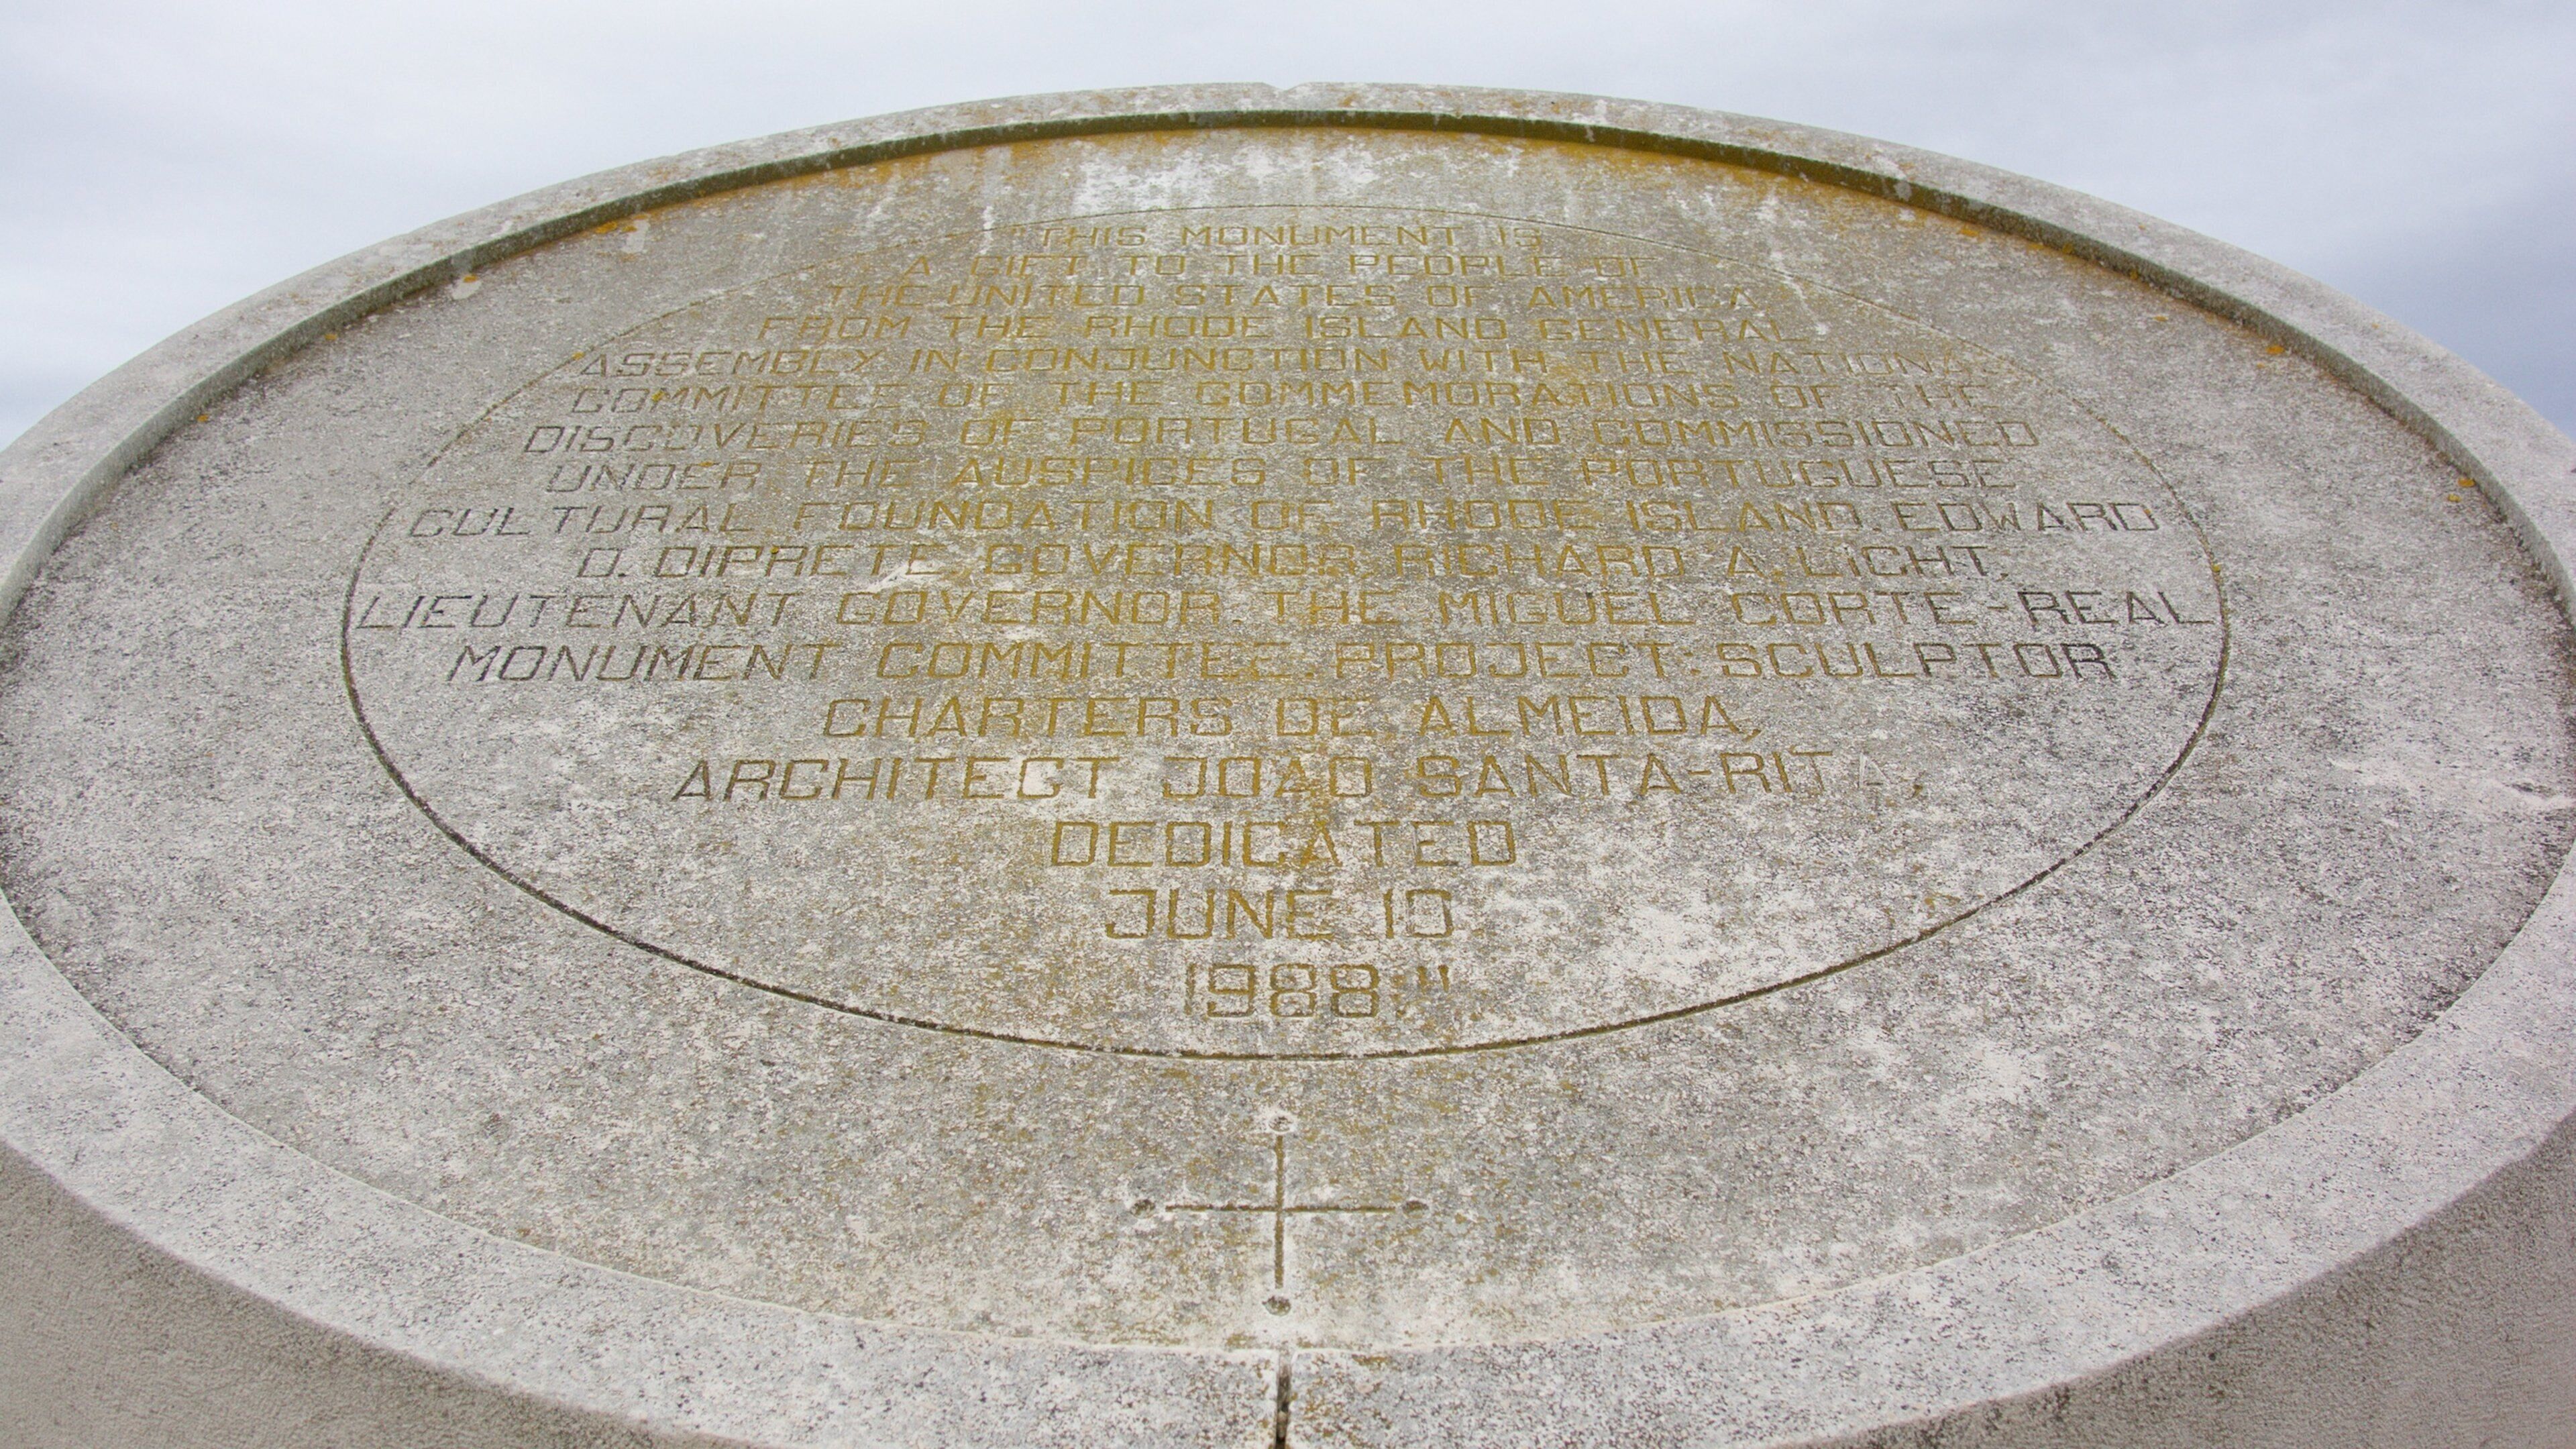 "THIS MONUMENT IS
A GIFT TO THE PEOPLE OF
THE UNITED STATES OF AMERICA
FROM THE RHODE ISLAND GENERAL
ASSEMBLY IN CONJUNCTION WITH THE NATIONAL
COMMITTEE OF THE COMMEMORATIONS OF THE
DISCOVERIES OF PORTUGAL AND COMMISSIONED
UNDER THE AUSPICES OF THE PORTUGUESE
CULTURAL FOUNDATION OF RHODE ISLAND. EDWARD
D. DIPRETE, GOVERNOR, RICHARD A. LICHT,
LIEUTENANT GOVERNOR. THE MIGUEL CORTE-REAL
MONUMENT COMMITTEE. PROJECT: SCULPTOR
CHARTERS DE ALMEIDA,
ARCHITECT JOAO SANTA-RITA,
DEDICATED
JUNE 10
1988"